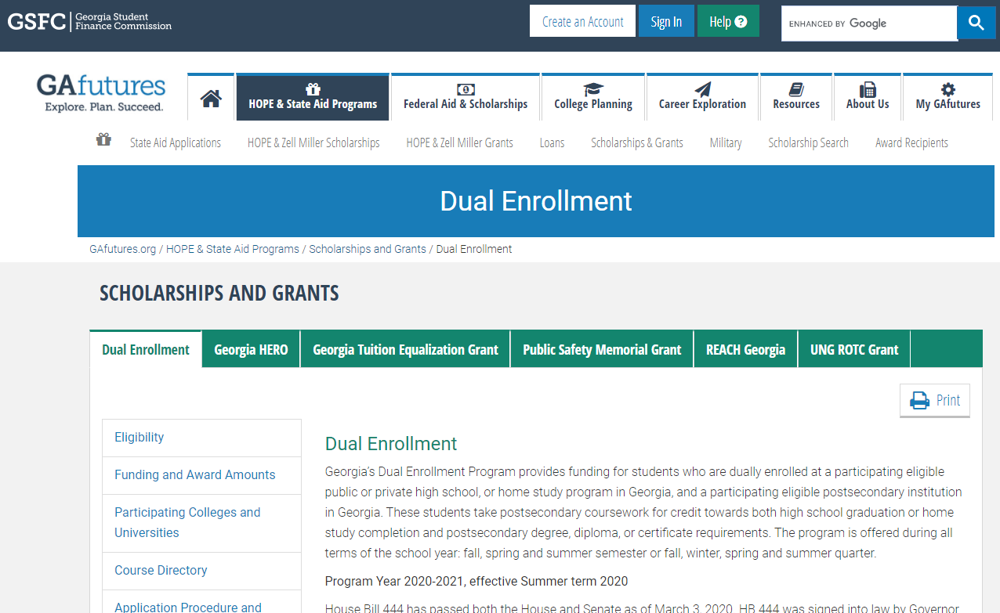 GSFC Georgia Student
Finance Commission
Create an Account
Sign In
Help
ENHANCED BY Google
GAfutures
Explore. Plan. Succeed.
HOPE & State Aid Programs
Federal Aid & Scholarships
College Planning
Career Exploration
Resources
About Us
My GAfutures
State Aid Applications
HOPE & Zell Miller Scholarships
HOPE & Zell Miller Grants
Loans
Scholarships & Grants
Military
Scholarship Search
Award Recipients
Dual Enrollment
GAfutures.org / HOPE & State Aid Programs / Scholarships and Grants / Dual Enrollment
SCHOLARSHIPS AND GRANTS
Dual Enrollment
Georgia HERO
Georgia Tuition Equalization Grant
Public Safety Memorial Grant
REACH Georgia
UNG ROTC Grant
Print
Eligibility
Funding and Award Amounts
Participating Colleges and
Universities
Course Directory
Application Procedure and
Dual Enrollment
Georgia's Dual Enrollment Program provides funding for students who are dually enrolled at a participating eligible
public or private high school, or home study program in Georgia, and a participating eligible postsecondary institution
in Georgia. These students take postsecondary coursework for credit towards both high school graduation or home
study completion and postsecondary degree, diploma, or certificate requirements. The program is offered during all
terms of the school year: fall, spring and summer semester or fall, winter, spring and summer quarter.
Program Year 2020-2021, effective Summer term 2020
House Bill 444 has passed both the House and Senate as of March 3, 2020. HB 444 was signed into law by Governor